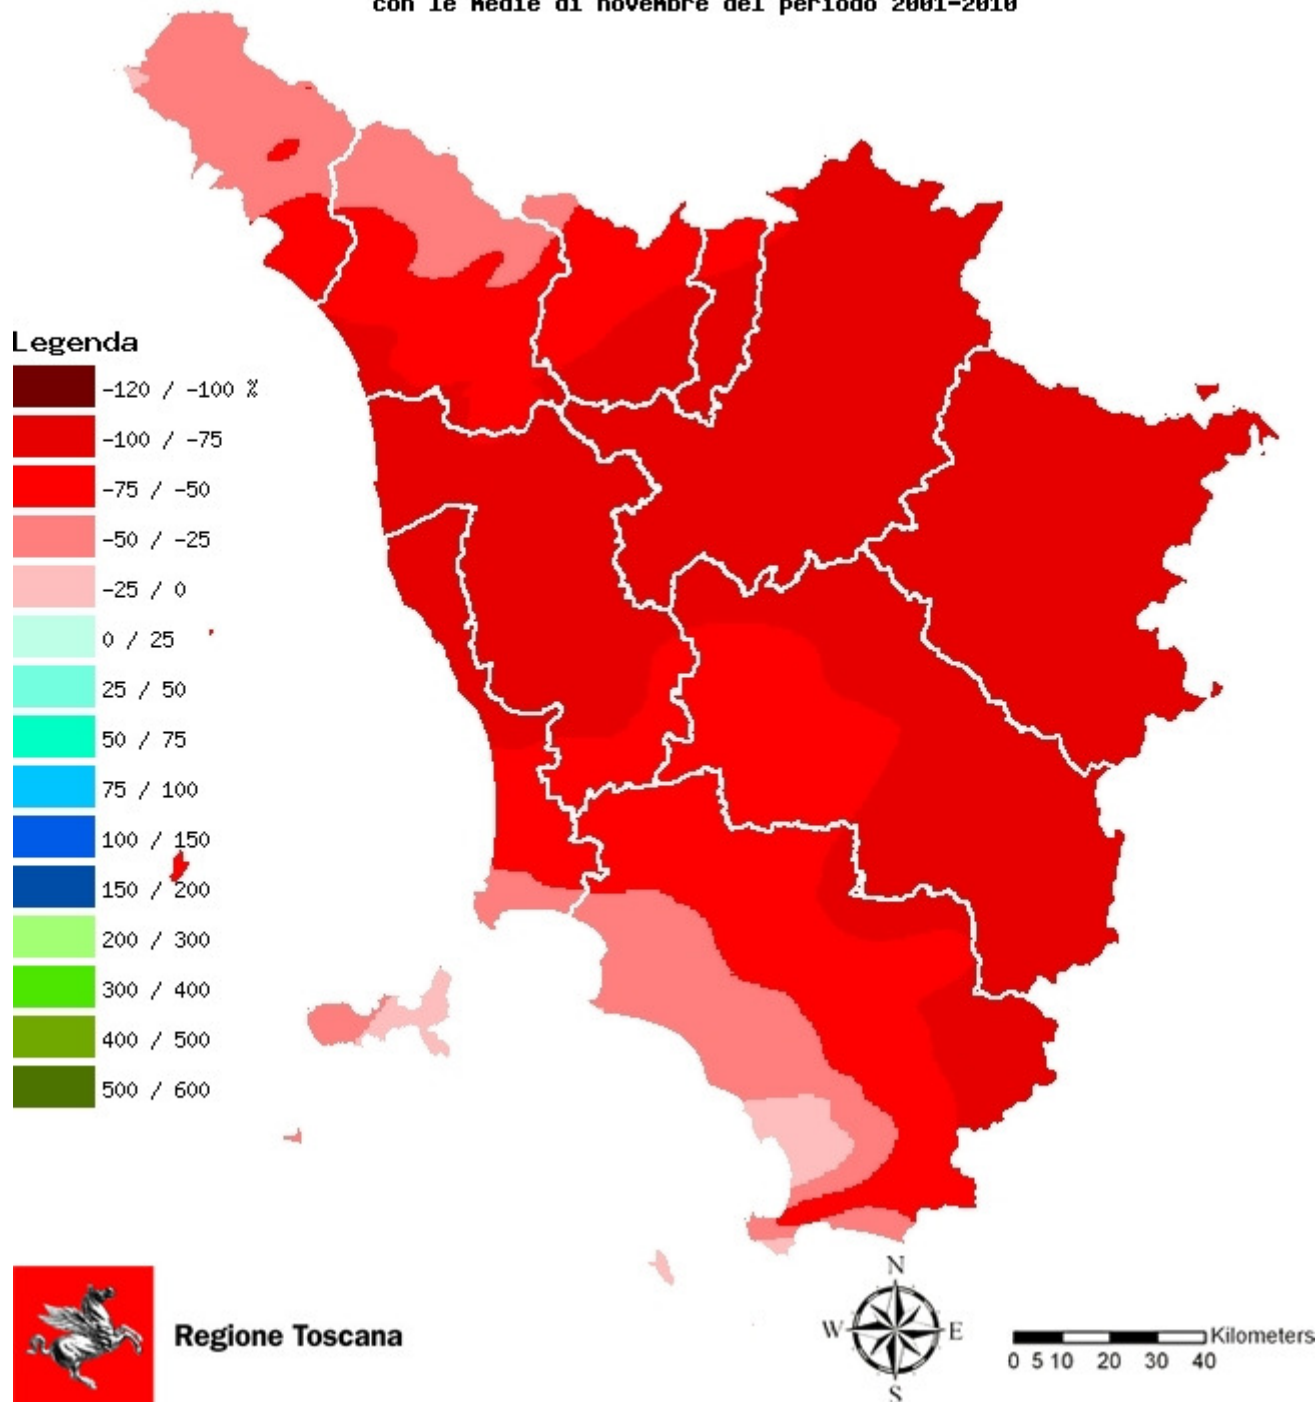 con le medie di novembre del periodo 2001-2010
Legenda
-120 / -100 %
-100 / -75
-75 / -50
-50 / -25
-25 / 0
0 / 25
25 / 50
50 / 75
75 / 100
100 / 150
150 / 200
200 / 300
300 / 400
400 / 500
500 / 600
Regione Toscana
N
W E
S
Kilometers
0 5 10 20 30 40